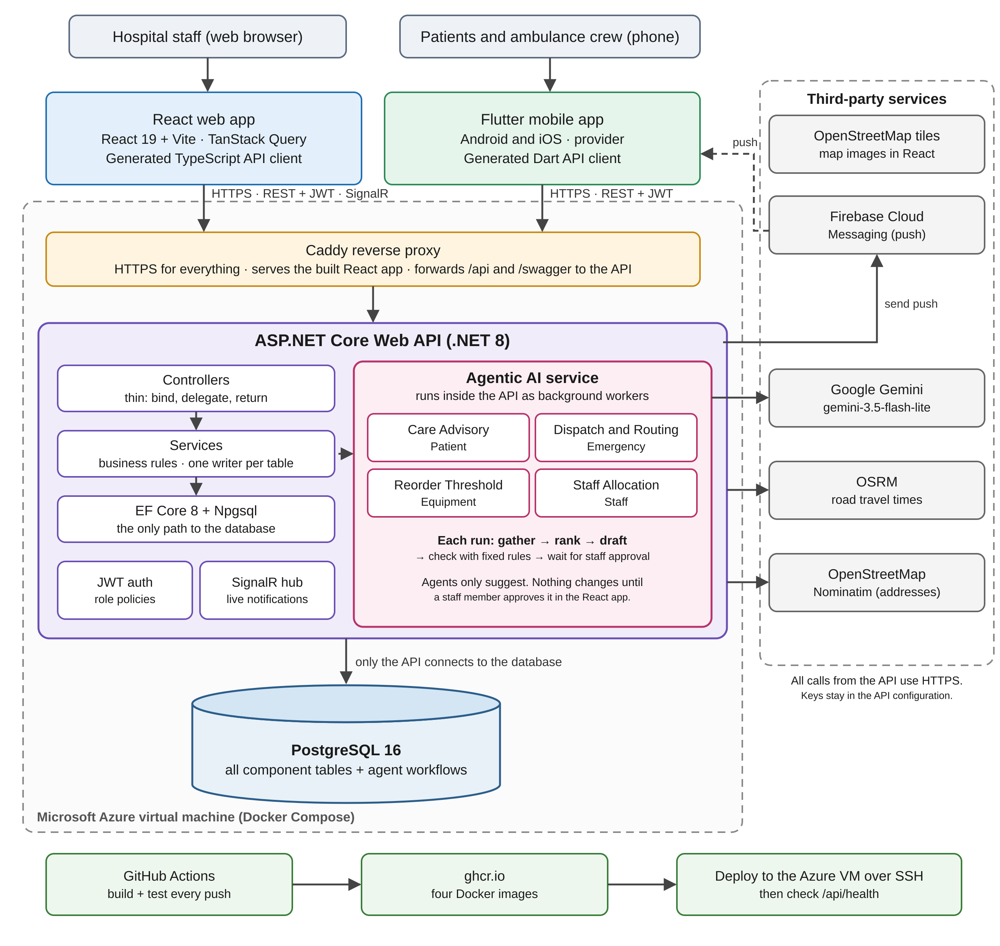 Hospital staff (web browser)
Patients and ambulance crew (phone)
React web app
React 19 + Vite · TanStack Query
Generated TypeScript API client
Flutter mobile app
Android and iOS · provider
Generated Dart API client
push
Third-party services
OpenStreetMap tiles
map images in React
Firebase Cloud
Messaging (push)
HTTPS · REST + JWT · SignalR
HTTPS · REST + JWT
Caddy reverse proxy
HTTPS for everything · serves the built React app · forwards /api and /swagger to the API
send push
ASP.NET Core Web API (.NET 8)
Controllers
thin: bind, delegate, return
Services
business rules · one writer per table
EF Core 8 + Npgsql
the only path to the database
JWT auth
role policies
SignalR hub
live notifications
Agentic AI service
runs inside the API as background workers
Care Advisory
Patient
Dispatch and Routing
Emergency
Reorder Threshold
Equipment
Staff Allocation
Staff
Each run: gather → rank → draft
→ check with fixed rules → wait for staff approval
Agents only suggest. Nothing changes until
a staff member approves it in the React app.
Google Gemini
gemini-3.5-flash-lite
OSRM
road travel times
OpenStreetMap
Nominatim (addresses)
All calls from the API use HTTPS.
Keys stay in the API configuration.
only the API connects to the database
PostgreSQL 16
all component tables + agent workflows
Microsoft Azure virtual machine (Docker Compose)
GitHub Actions
build + test every push
ghcr.io
four Docker images
Deploy to the Azure VM over SSH
then check /api/health